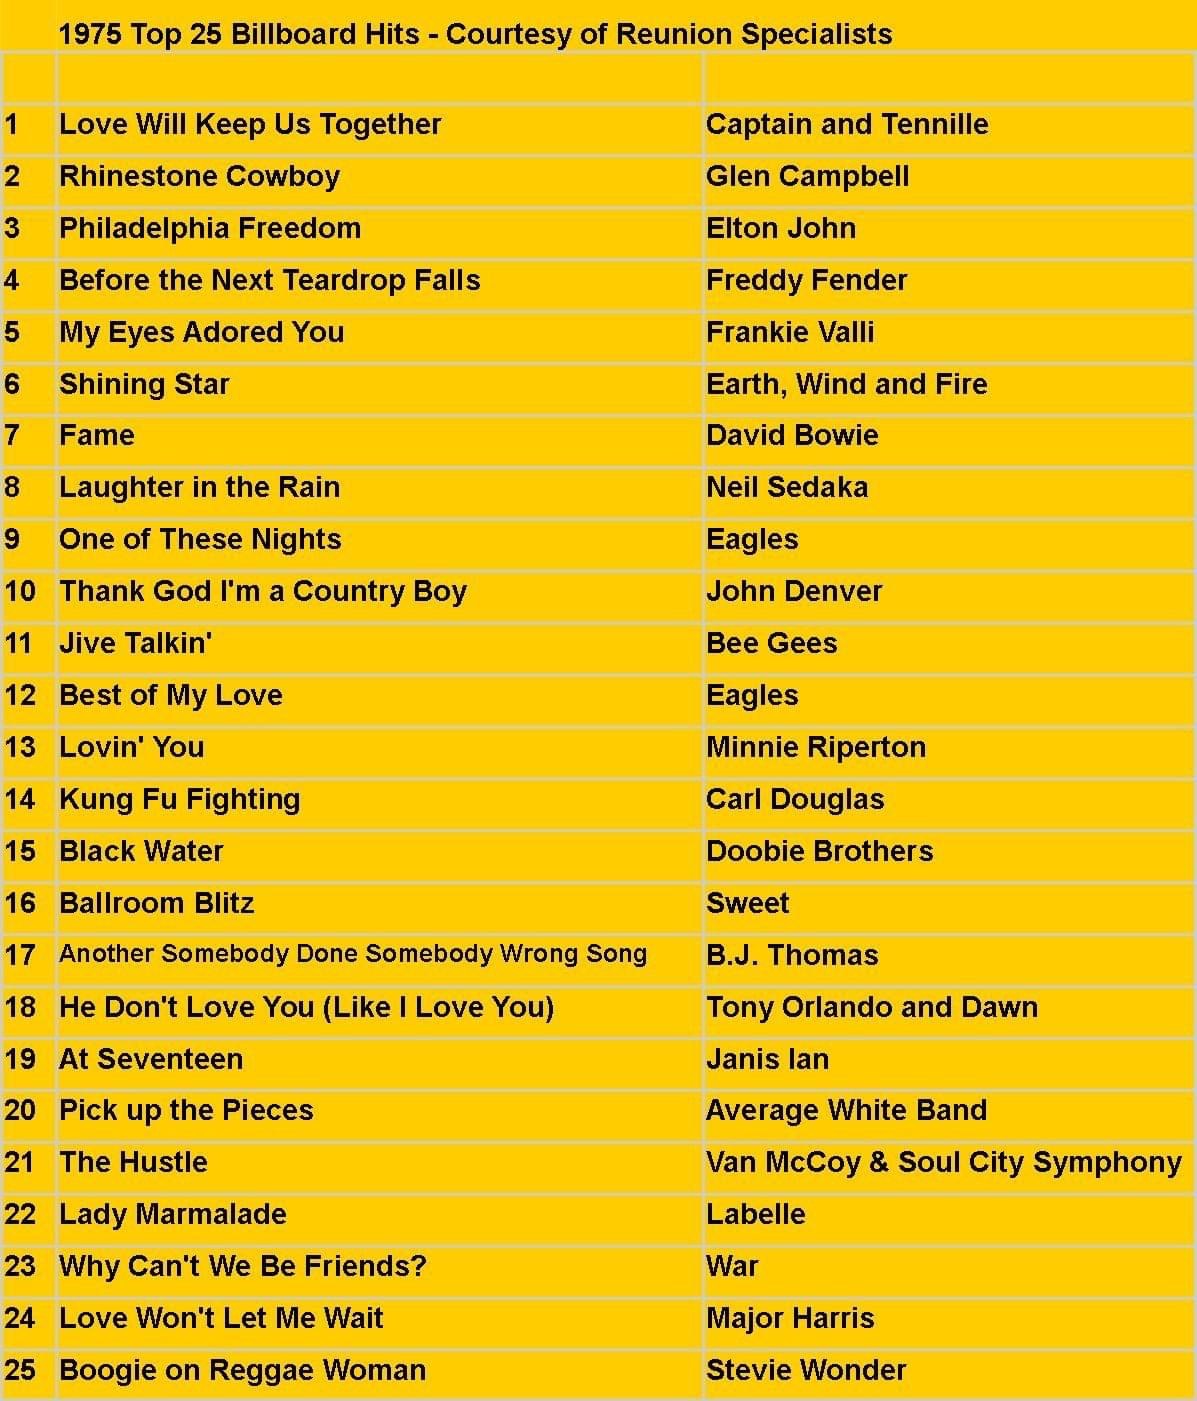 1975 Top 25 Billboard Hits - Courtesy of Reunion Specialists
1 Love Will Keep Us Together Captain and Tennille
2 Rhinestone Cowboy Glen Campbell
3 Philadelphia Freedom Elton John
4 Before the Next Teardrop Falls Freddy Fender
5 My Eyes Adored You Frankie Valli
6 Shining Star Earth, Wind and Fire
7 Fame David Bowie
8 Laughter in the Rain Neil Sedaka
9 One of These Nights Eagles
10 Thank God I'm a Country Boy John Denver
11 Jive Talkin' Bee Gees
12 Best of My Love Eagles
13 Lovin' You Minnie Riperton
14 Kung Fu Fighting Carl Douglas
15 Black Water Doobie Brothers
16 Ballroom Blitz Sweet
17 Another Somebody Done Somebody Wrong Song B.J. Thomas
18 He Don't Love You (Like I Love You) Tony Orlando and Dawn
19 At Seventeen Janis Ian
20 Pick up the Pieces Average White Band
21 The Hustle Van McCoy & Soul City Symphony
22 Lady Marmalade Labelle
23 Why Can't We Be Friends? War
24 Love Won't Let Me Wait Major Harris
25 Boogie on Reggae Woman Stevie Wonder